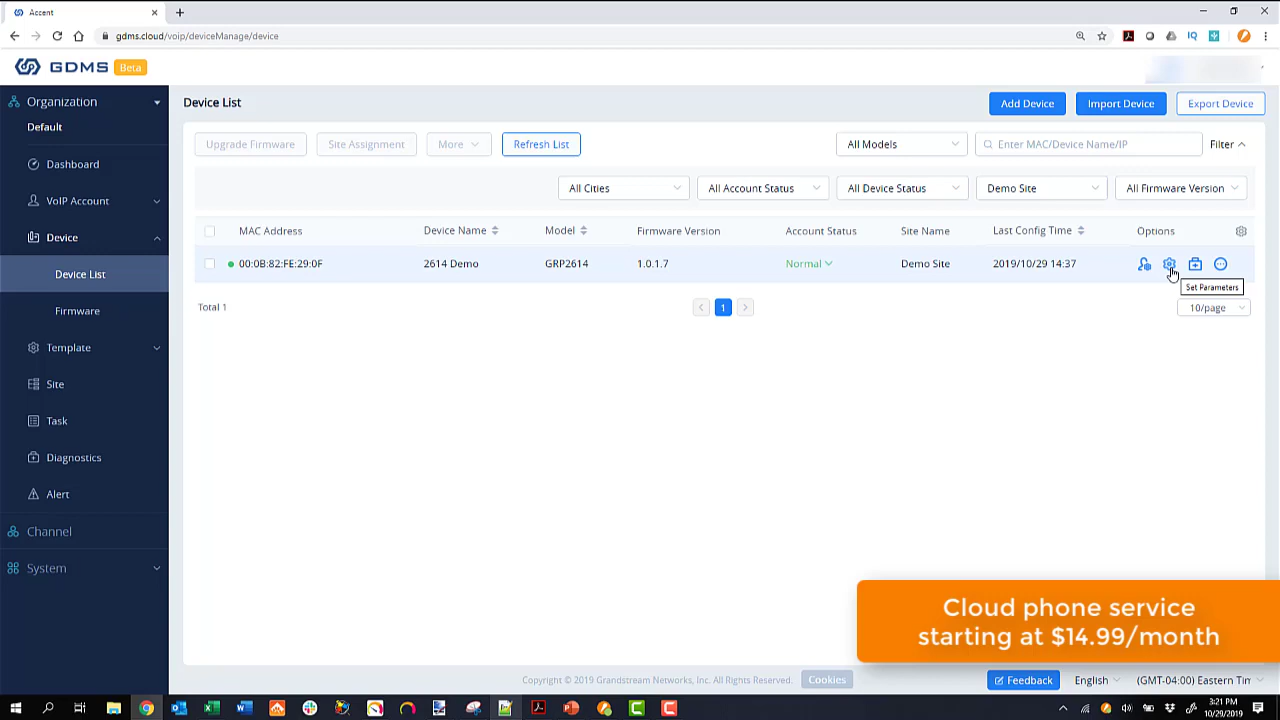 Accent
gdms.cloud/voip/deviceManage/device
GDMS Beta
Organization
Default
Dashboard
VoIP Account
Device
Device List
Firmware
Template
Site
Task
Diagnostics
Alert
Channel
System
Device List
Add Device Import Device Export Device
Upgrade Firmware Site Assignment More Refresh List All Models Enter MAC/Device Name/IP Filter
All Cities All Account Status All Device Status Demo Site All Firmware Version
MAC Address Device Name Model Firmware Version Account Status Site Name Last Config Time Options
00:0B:82:FE:29:0F 2614 Demo GRP2614 1.0.1.7 Normal Demo Site 2019/10/29 14:37
Set Parameters
Total 1 1 10/page
Cloud phone service
starting at $14.99/month
Copyright © 2019 Grandstream Networks, Inc. All Rights Reserved. Cookies Feedback English (GMT-04:00) Eastern Tim
3:21 PM
10/29/2019